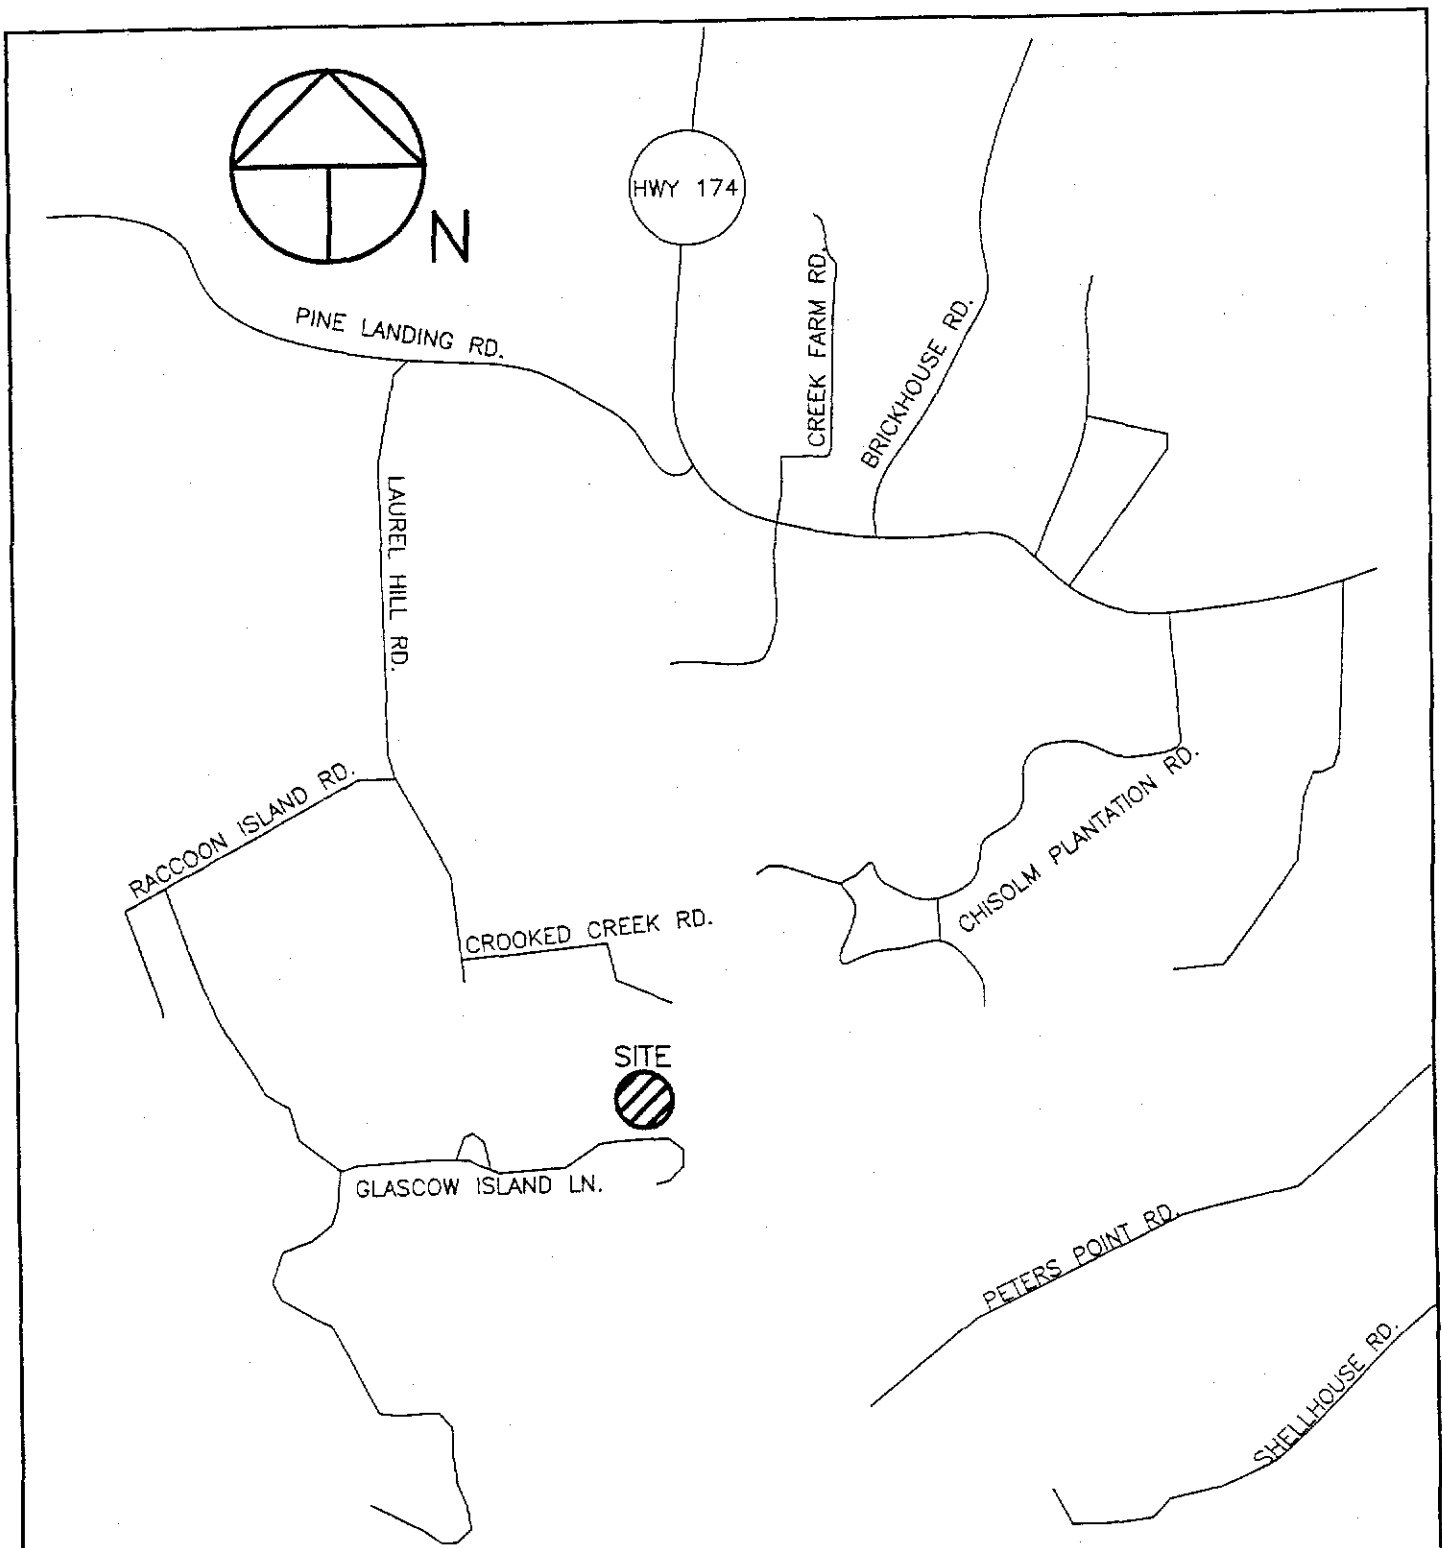 HWY 174
N
PINE LANDING RD.
CREEK FARM RD.
BRICKHOUSE RD.
LAUREL HILL RD.
RACCOON ISLAND RD.
CHISOLM PLANTATION RD.
CROOKED CREEK RD.
SITE
GLASCOW ISLAND LN.
PETERS POINT RD.
SHELLHOUSE RD.